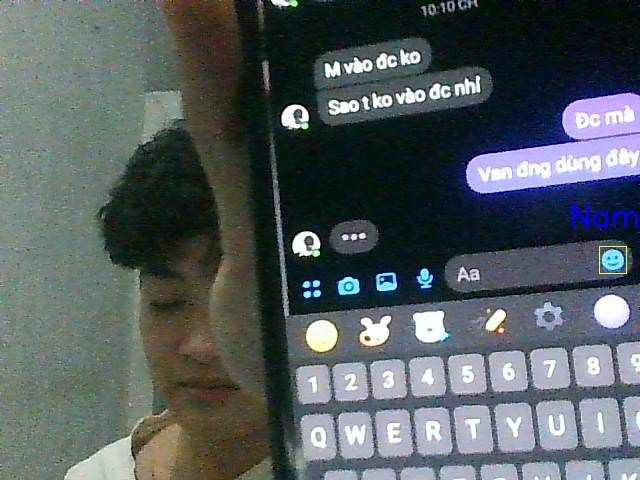 10:10 CH
M vào đc ko
Sao t ko vào đc nhỉ
Đc mà
Van đng dùng đây
Nam
Aa
1 2 3 4 5 6 7 8 9
Q W E R T Y U I